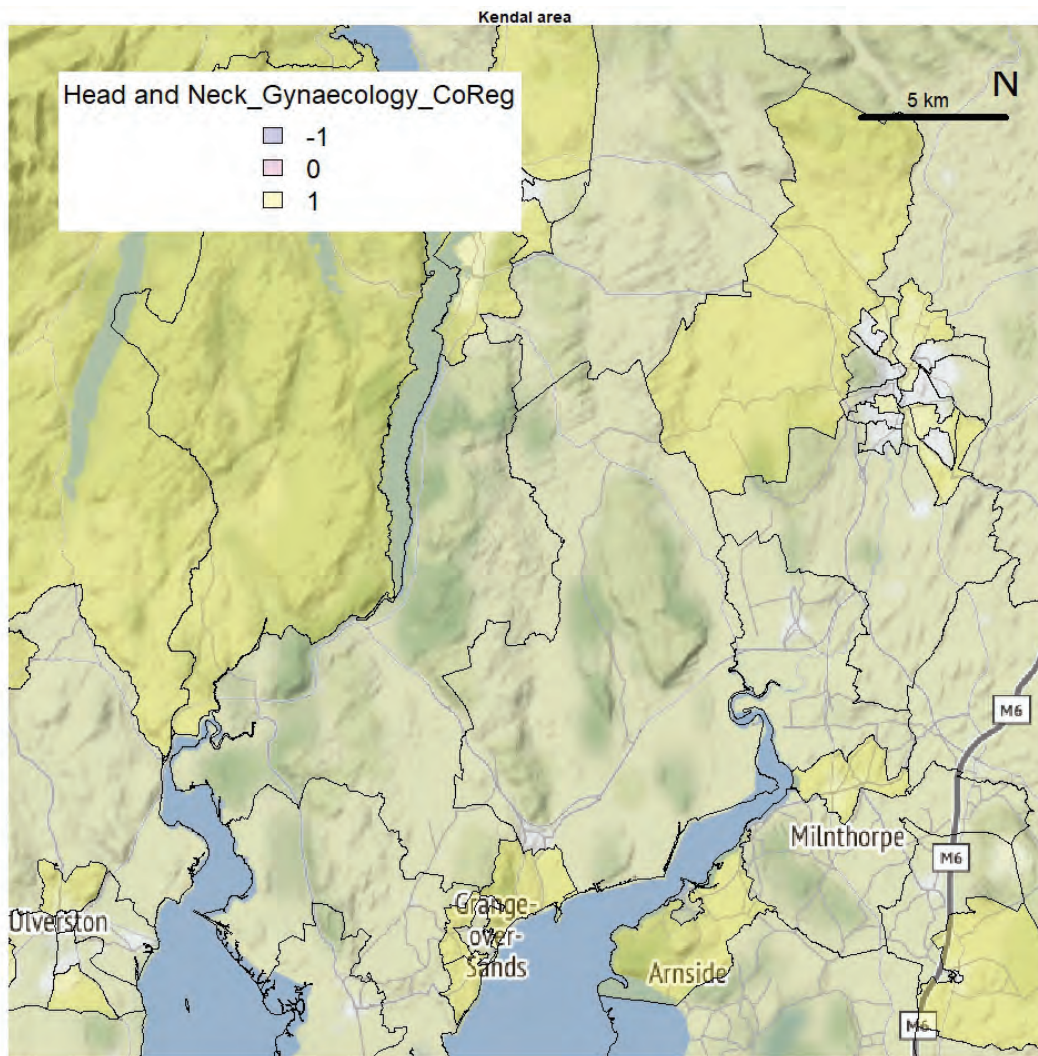 Kendal area
Head and Neck_Gynaecology_CoReg
-1
0
1
N
5 km
M6
Milnthorpe
M6
Ulverston
Grange-
over-
Sands
Arnside
M6